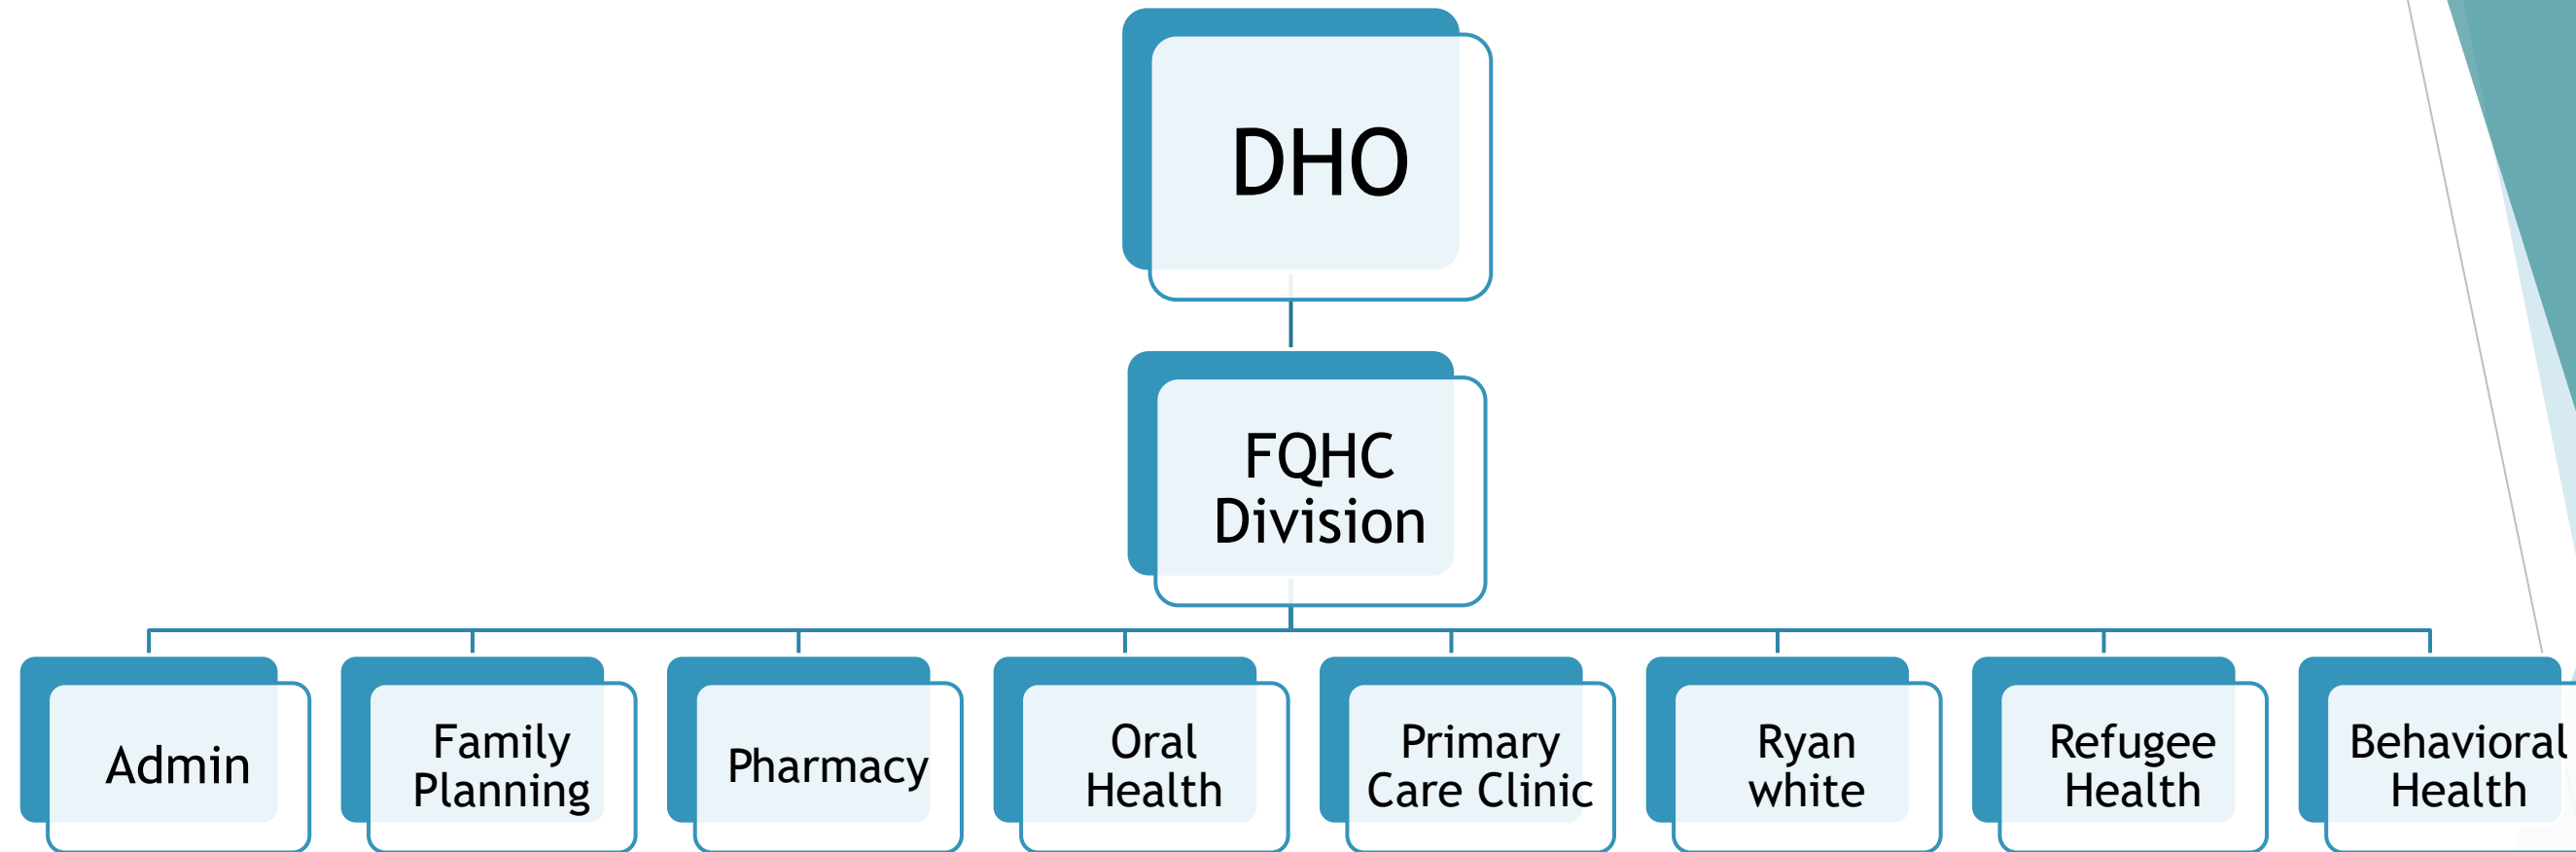 DHO
FQHC
Division
Admin
Family
Planning
Pharmacy
Oral
Health
Primary
Care Clinic
Ryan
white
Refugee
Health
Behavioral
Health